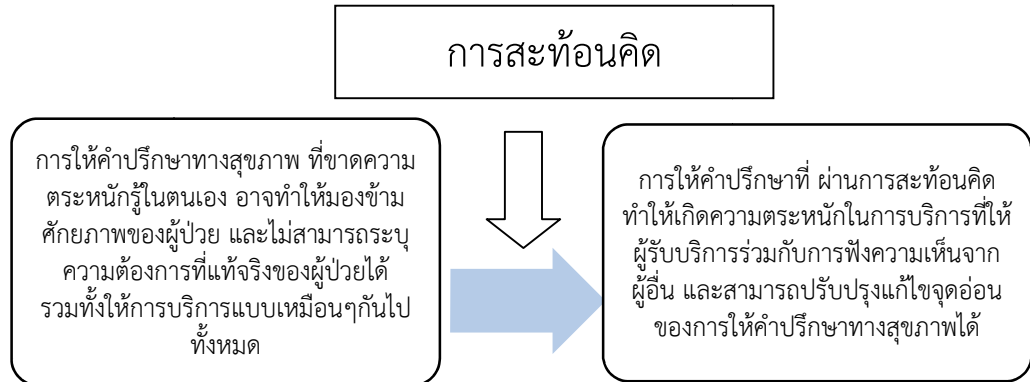 การสะท้อนคิด
การให้คำปรึกษาทางสุขภาพ ที่ขาดความ
ตระหนักรู้ในตนเอง อาจทำให้มองข้าม
ศักยภาพของผู้ป่วย และไม่สามารถระบุ
ความต้องการที่แท้จริงของผู้ป่วยได้
รวมทั้งให้การบริการแบบเหมือนๆกันไป
ทั้งหมด
การให้คำปรึกษาที่ ผ่านการสะท้อนคิด
ทำให้เกิดความตระหนักในการบริการที่ให้
ผู้รับบริการร่วมกับการฟังความเห็นจาก
ผู้อื่น และสามารถปรับปรุงแก้ไขจุดอ่อน
ของการให้คำปรึกษาทางสุขภาพได้